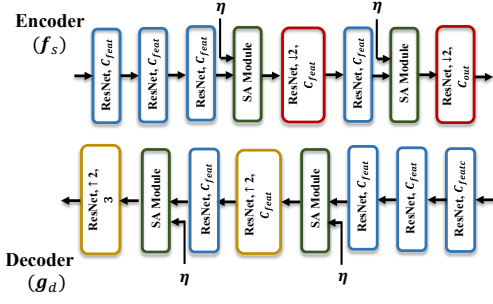 Encoder
(f_s)
η
η
ResNet, C_feat
ResNet, C_feat
ResNet, C_feat
SA Module
ResNet, ↓2,
C_feat
ResNet, C_feat
SA Module
ResNet, ↓2,
C_out
ResNet, ↑ 2,
3
SA Module
ResNet, C_feat
ResNet, ↑ 2,
C_feat
SA Module
ResNet, C_feat
ResNet, C_feat
ResNet, C_featc
Decoder
(g_d)
η
η